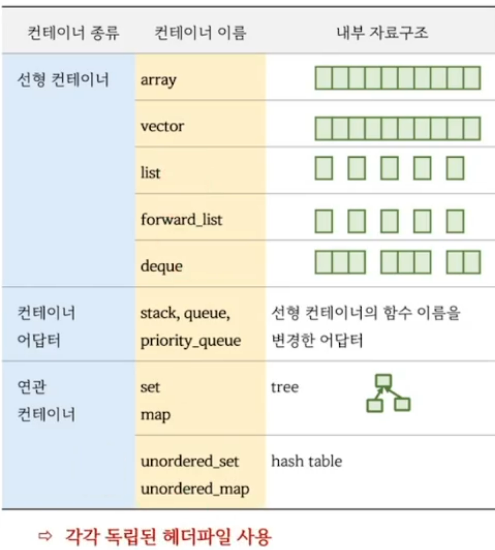 컨테이너 종류 컨테이너 이름 내부 자료구조
선형 컨테이너 array
vector
list
forward_list
deque
컨테이너 stack, queue, 선형 컨테이너의 함수 이름을
어답터 priority_queue 변경한 어답터
연관 set tree
컨테이너 map
unordered_set hash table
unordered_map
⇨ 각각 독립된 헤더파일 사용